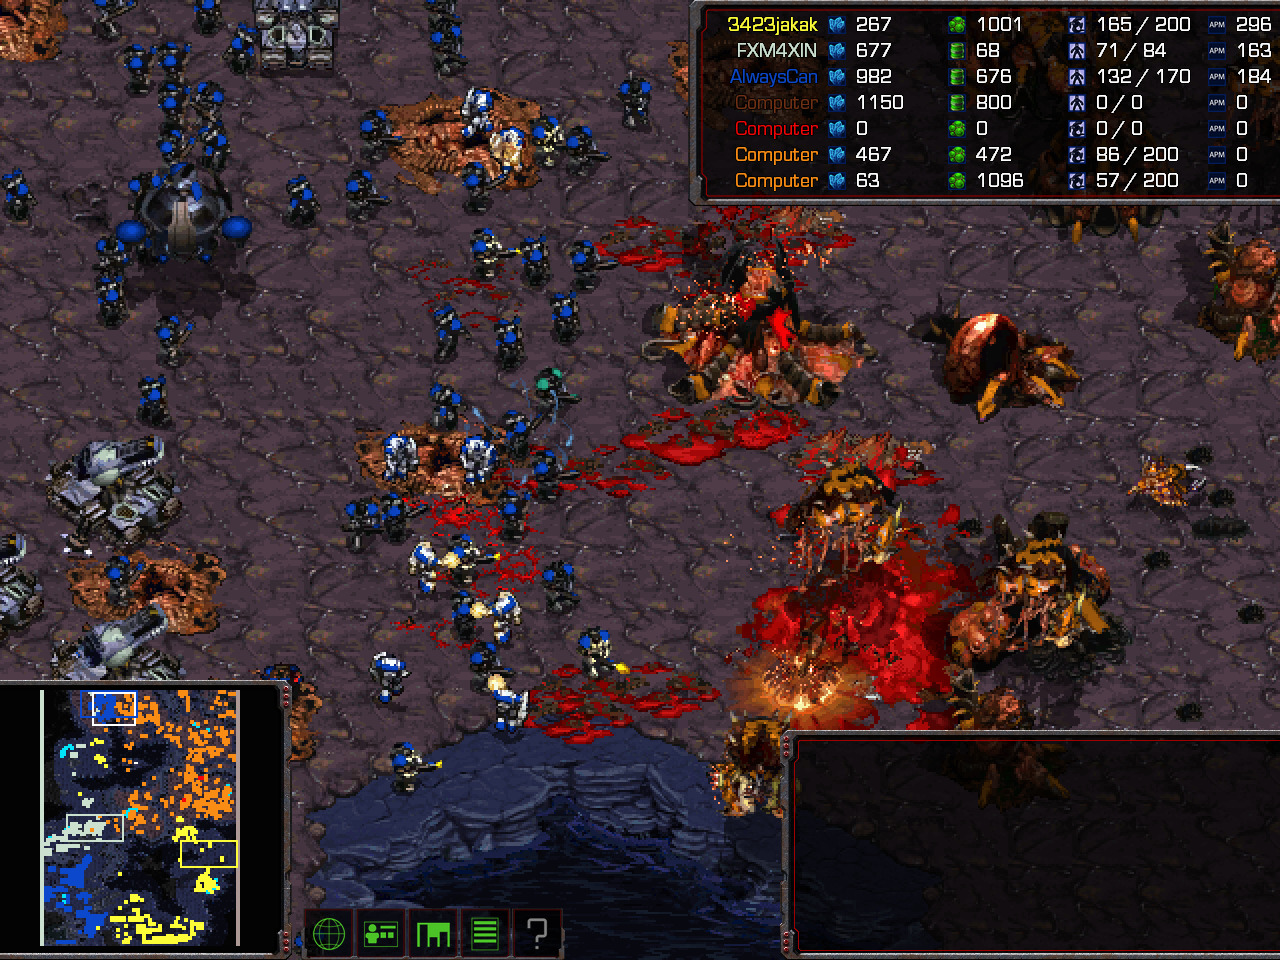 3423jakak 267 1001 165 / 200 APM 296
FXM4XIN 677 68 71 / 84 APM 163
AlwaysCan 982 676 132 / 170 APM 184
Computer 1150 800 0 / 0 APM 0
Computer 0 0 0 / 0 APM 0
Computer 467 472 86 / 200 APM 0
Computer 63 1096 57 / 200 APM 0
?